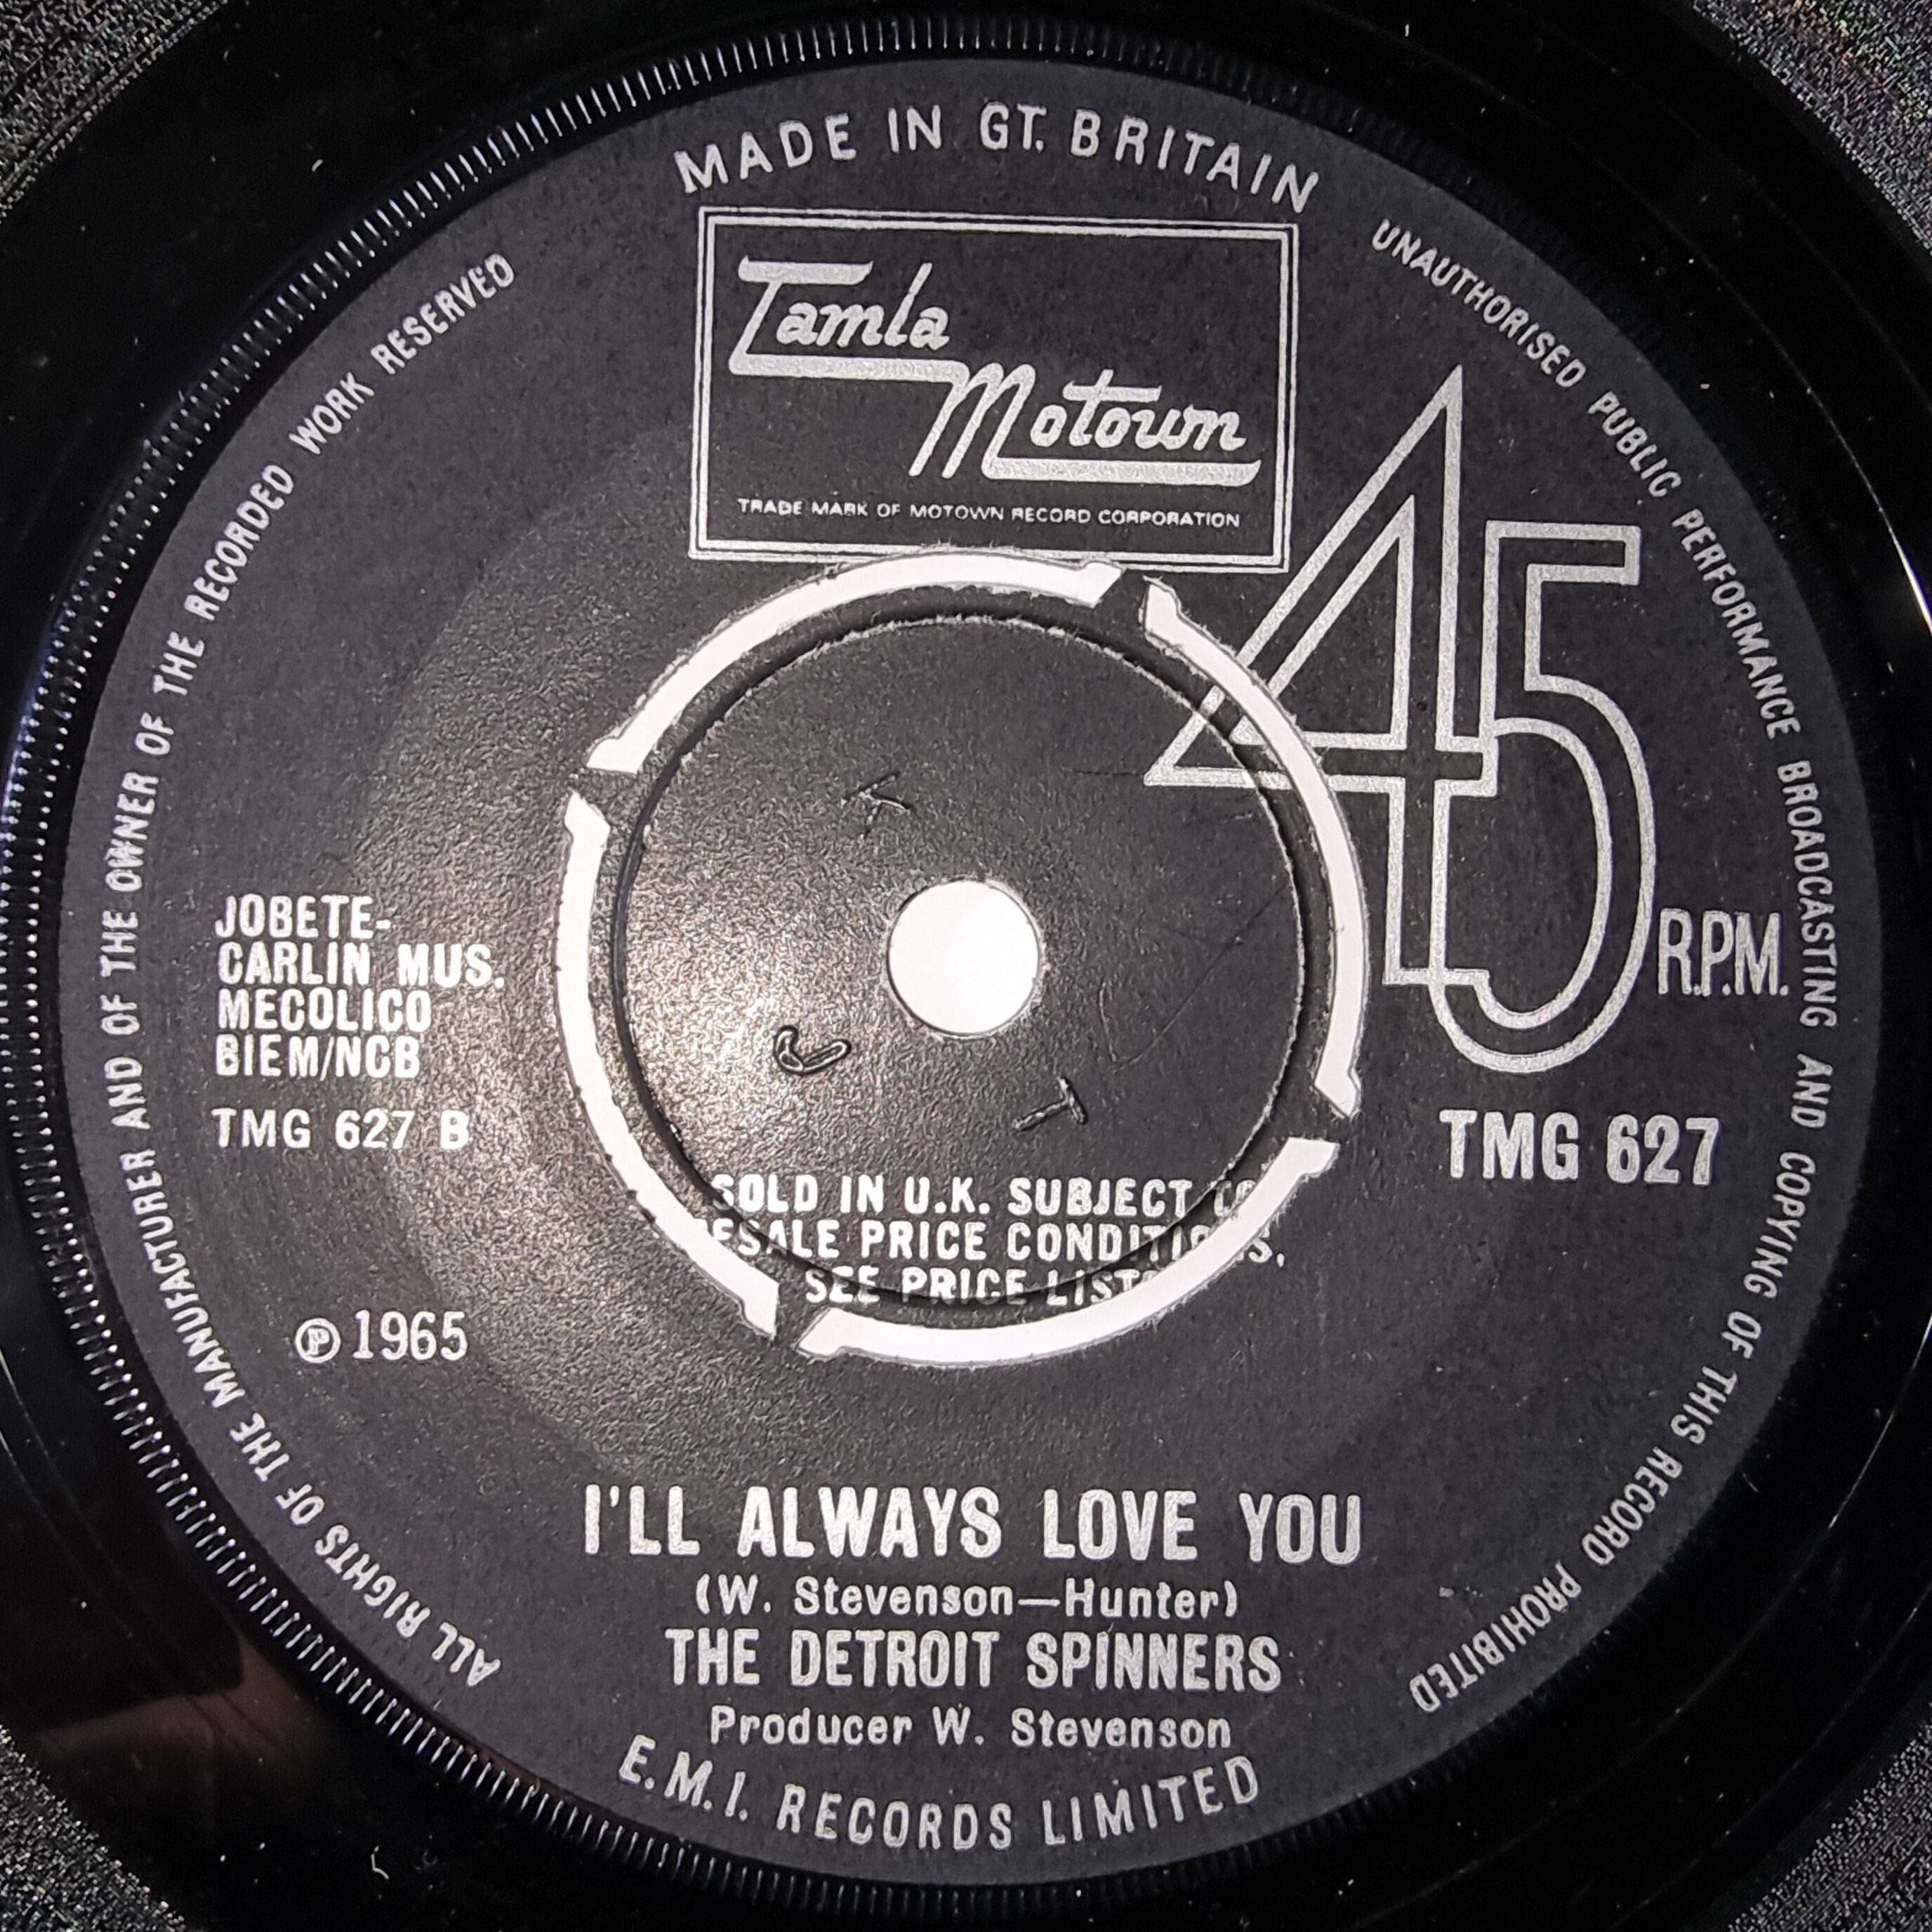 MADE IN GT. BRITAIN
Tamla
Motown
TRADE MARK OF MOTOWN RECORD CORPORATION
UNAUTHORISED PUBLIC PERFORMANCE BROADCASTING AND COPYING OF THIS RECORD PROHIBITED
ALL RIGHTS OF THE MANUFACTURER AND OF THE OWNER OF THE RECORDED WORK RESERVED
45
R.P.M.
K
JOBETE-
CARLIN MUS.
MECOLICO
BIEM/NCB
TMG 627 B
T
TMG 627
SOLD IN U.K. SUBJECT TO
ESALE PRICE CONDITIONS,
SEE PRICE LIST
℗ 1965
I'LL ALWAYS LOVE YOU
(W. Stevenson—Hunter)
THE DETROIT SPINNERS
Producer W. Stevenson
E.M.I. RECORDS LIMITED